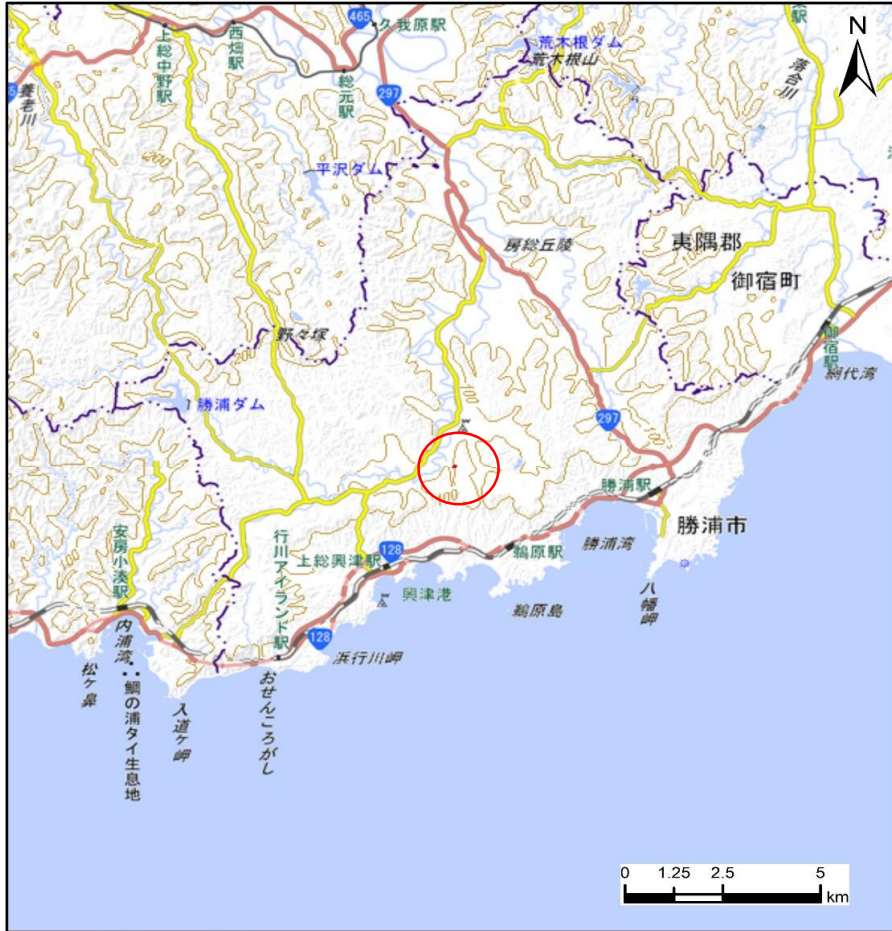 465
久我原駅
上総中野駅
西畑駅
総元駅
荒木根ダム
荒木根山
落合川
N
養老川
297
平沢ダム
房総丘陵
夷隅郡
御宿町
200
野々塚
200
御宿駅
網代湾
勝浦ダム
297
100
勝浦駅
勝浦市
安房小湊駅
行川アイランド駅
上総興津駅
128
鵜原駅
勝浦湾
八幡岬
興津港
鵜原島
内浦湾
128
浜行川岬
松ヶ鼻
鯛の浦タイ生息地
入道ヶ岬
おせんころがし
0 1.25 2.5 5
km